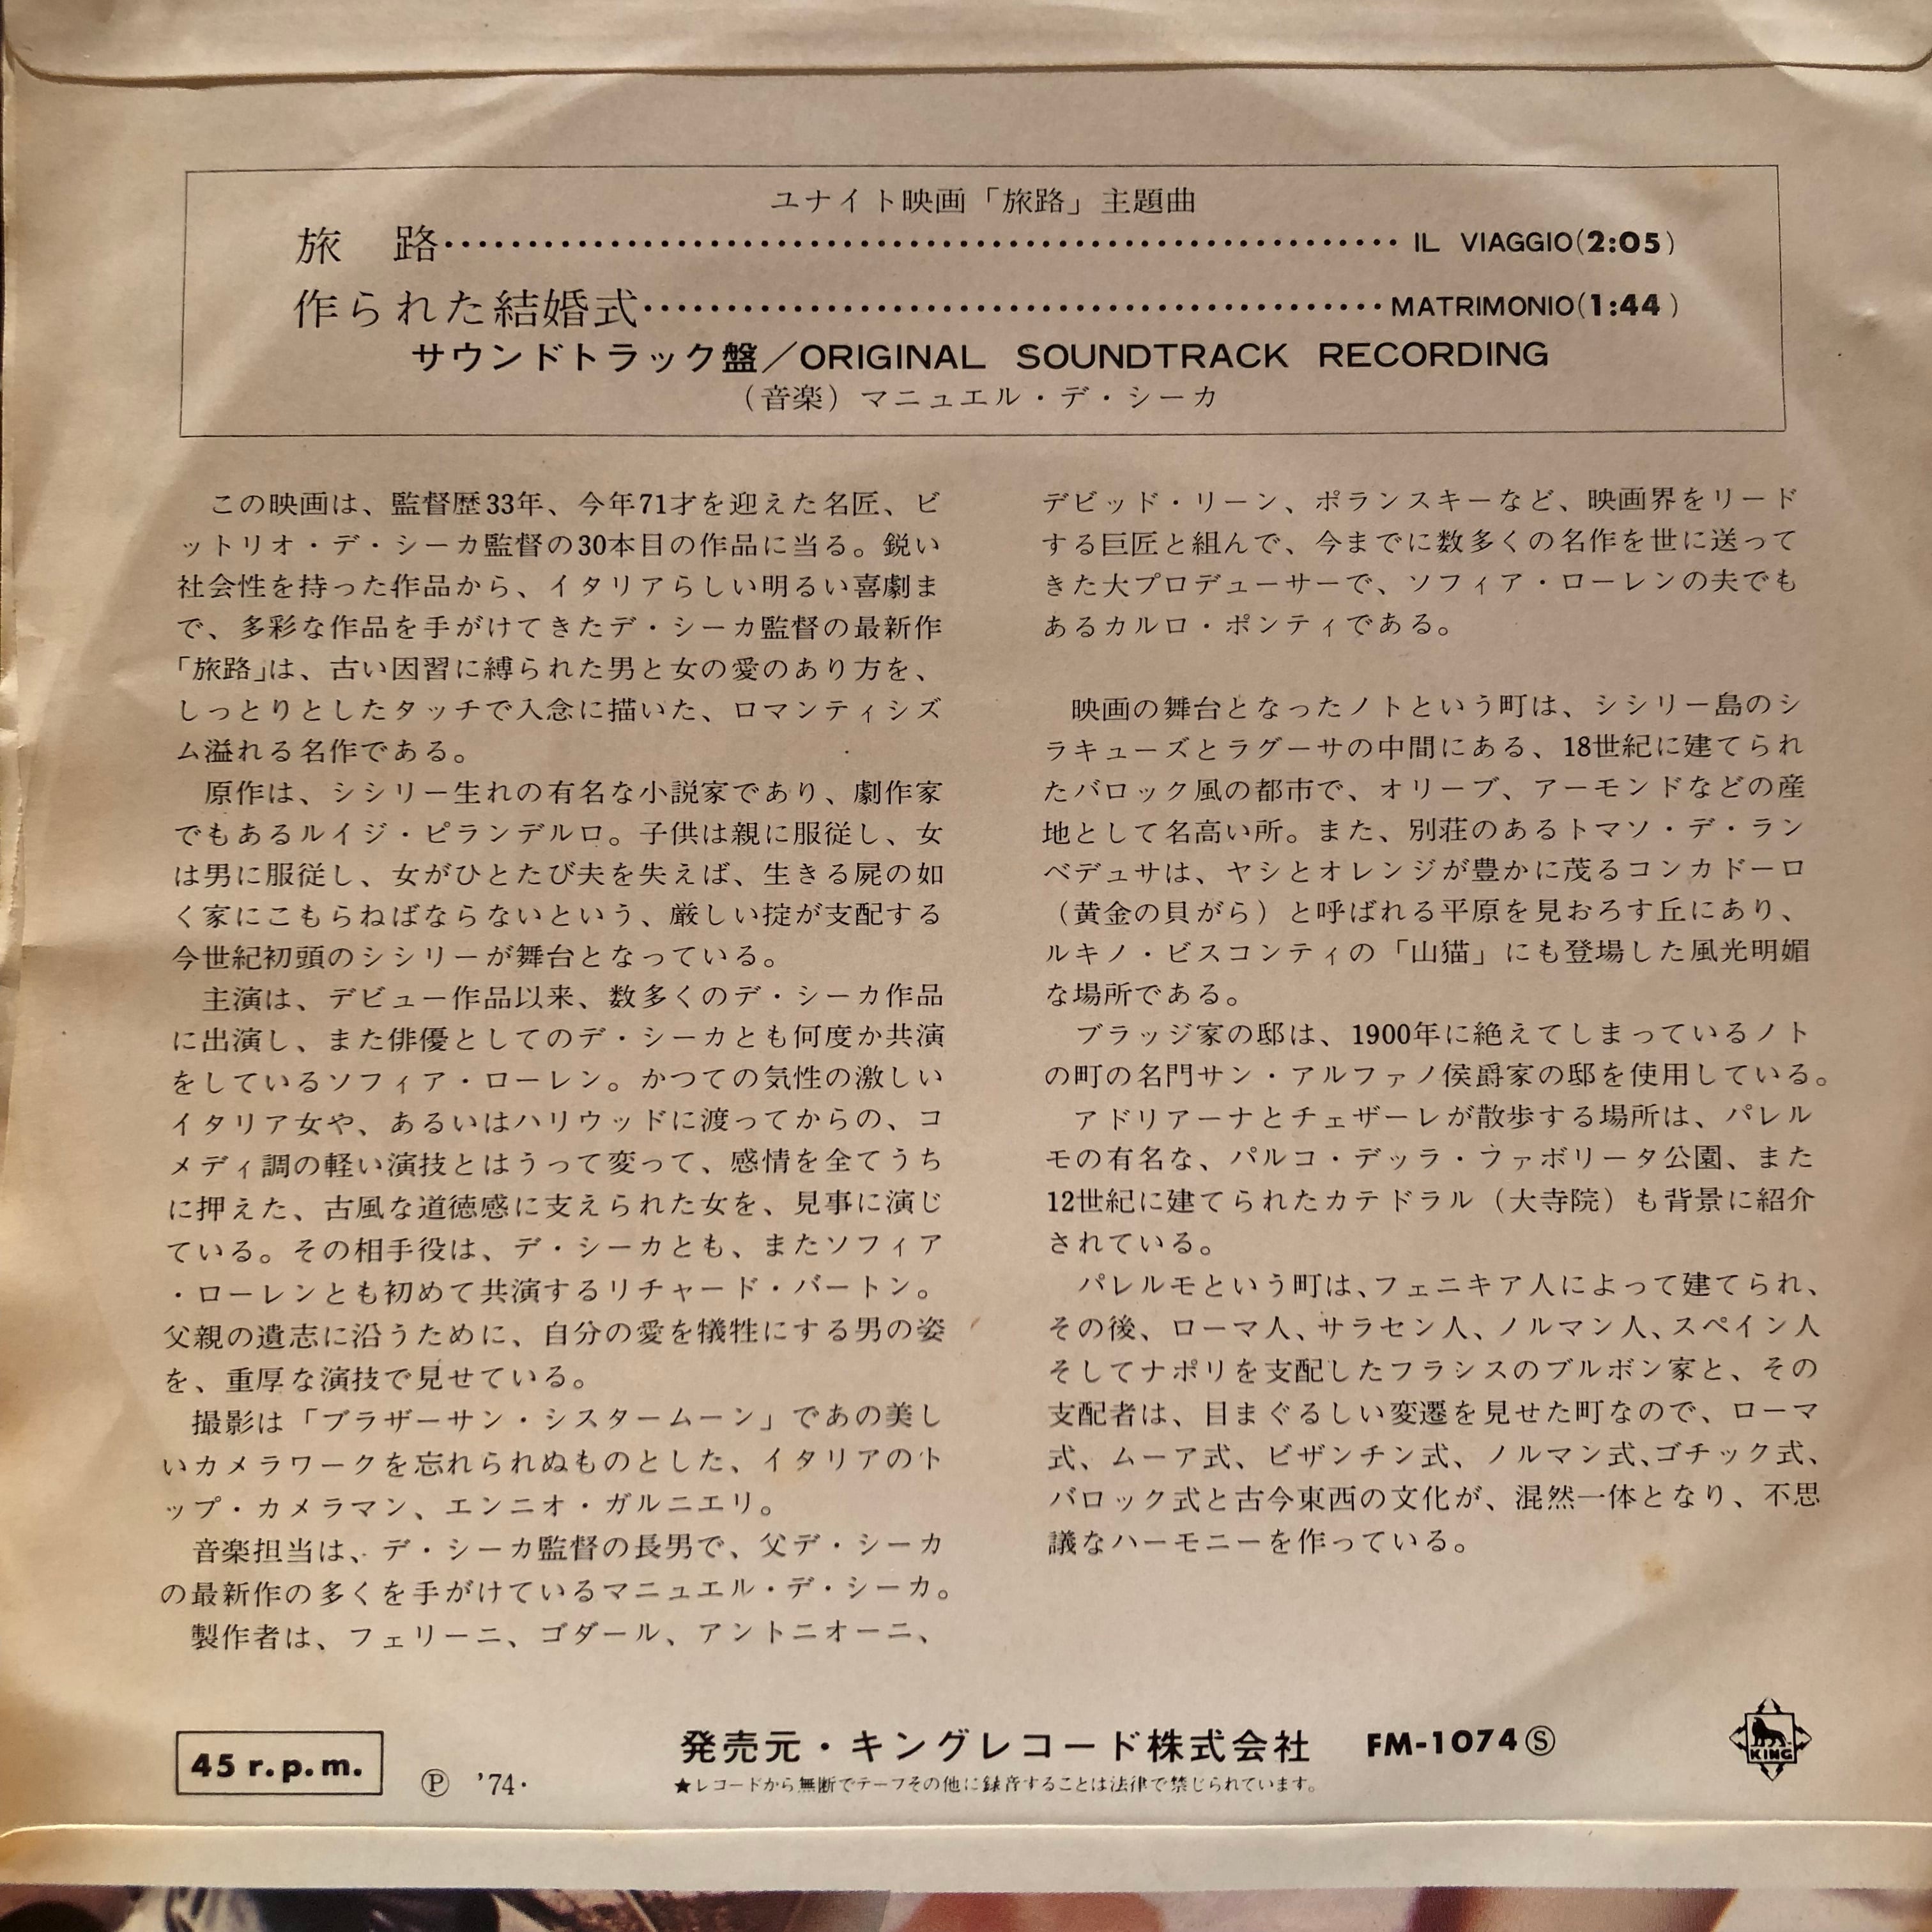 ユナイト映画「旅路」主題曲
旅　路……………………………………………… IL VIAGGIO(2:05)
作られた結婚式…………………………………… MATRIMONIO(1:44)
サウンドトラック盤／ORIGINAL SOUNDTRACK RECORDING
（音楽）マニュエル・デ・シーカ
この映画は、監督歴33年、今年71才を迎えた名匠、ビ
ットリオ・デ・シーカ監督の30本目の作品に当る。鋭い
社会性を持った作品から、イタリアらしい明るい喜劇ま
で、多彩な作品を手がけてきたデ・シーカ監督の最新作
「旅路」は、古い因習に縛られた男と女の愛のあり方を、
しっとりとしたタッチで入念に描いた、ロマンティシズ
ム溢れる名作である。
原作は、シシリー生れの有名な小説家であり、劇作家
でもあるルイジ・ピランデルロ。子供は親に服従し、女
は男に服従し、女がひとたび夫を失えば、生きる屍の如
く家にこもらねばならないという、厳しい掟が支配する
今世紀初頭のシシリーが舞台となっている。
主演は、デビュー作品以来、数多くのデ・シーカ作品
に出演し、また俳優としてのデ・シーカとも何度か共演
をしているソフィア・ローレン。かつての気性の激しい
イタリア女や、あるいはハリウッドに渡ってからの、コ
メディ調の軽い演技とはうって変って、感情を全てうち
に押えた、古風な道徳感に支えられた女を、見事に演じ
ている。その相手役は、デ・シーカとも、またソフィア
・ローレンとも初めて共演するリチャード・バートン。
父親の遺志に沿うために、自分の愛を犠牲にする男の姿
を、重厚な演技で見せている。
撮影は「ブラザーサン・シスタームーン」であの美し
いカメラワークを忘れられぬものとした、イタリアのト
ップ・カメラマン、エンニオ・ガルニエリ。
音楽担当は、デ・シーカ監督の長男で、父デ・シーカ
の最新作の多くを手がけているマニュエル・デ・シーカ。
製作者は、フェリーニ、ゴダール、アントニオーニ、
デビッド・リーン、ポランスキーなど、映画界をリード
する巨匠と組んで、今までに数多くの名作を世に送って
きた大プロデューサーで、ソフィア・ローレンの夫でも
あるカルロ・ポンティである。
映画の舞台となったノトという町は、シシリー島のシ
ラキューズとラグーサの中間にある、18世紀に建てられ
たバロック風の都市で、オリーブ、アーモンドなどの産
地として名高い所。また、別荘のあるトマソ・デ・ラン
ベデュサは、ヤシとオレンジが豊かに茂るコンカドーロ
（黄金の貝がら）と呼ばれる平原を見おろす丘にあり、
ルキノ・ビスコンティの「山猫」にも登場した風光明媚
な場所である。
ブラッジ家の邸は、1900年に絶えてしまっているノト
の町の名門サン・アルファノ侯爵家の邸を使用している。
アドリアーナとチェザーレが散歩する場所は、パレル
モの有名な、パルコ・デッラ・ファボリータ公園、また
12世紀に建てられたカテドラル（大寺院）も背景に紹介
されている。
パレルモという町は、フェニキア人によって建てられ、
その後、ローマ人、サラセン人、ノルマン人、スペイン人
そしてナポリを支配したフランスのブルボン家と、その
支配者は、目まぐるしい変遷を見せた町なので、ローマ
式、ムーア式、ビザンチン式、ノルマン式、ゴチック式、
バロック式と古今東西の文化が、混然一体となり、不思
議なハーモニーを作っている。
45 r.p.m.
Ⓟ '74・
発売元・キングレコード株式会社 FM-1074Ⓢ
★レコードから無断でテープその他に録音することは法律で禁じられています。
KING